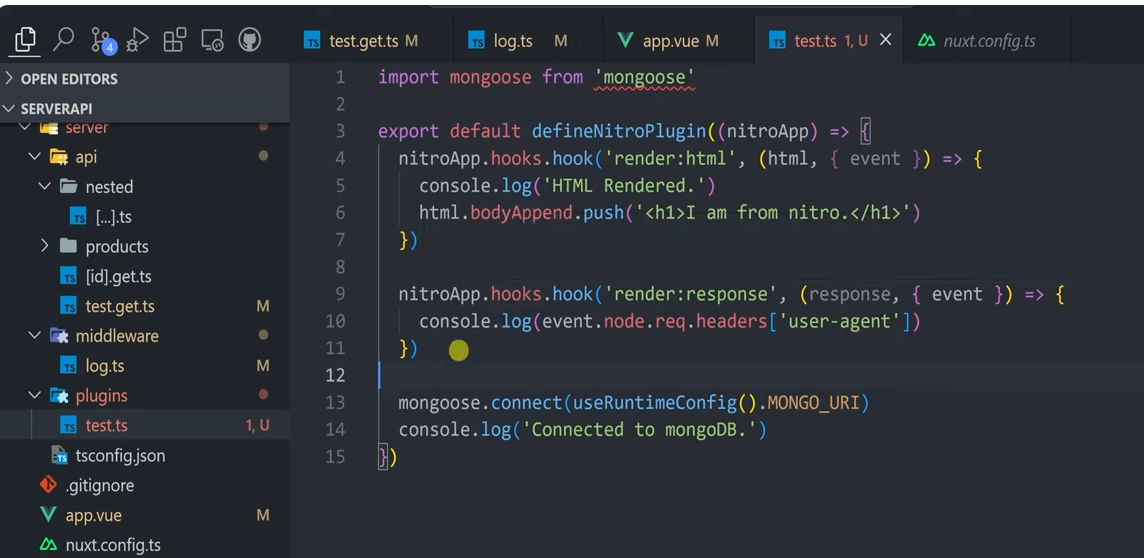 4
TS test.get.ts M
TS log.ts M
app.vue M
TS test.ts 1, U
nuxt.config.ts
OPEN EDITORS
SERVERAPI
server
api
nested
TS [...].ts
products
TS [id].get.ts
TS test.get.ts M
middleware
TS log.ts M
plugins
TS test.ts 1, U
TS tsconfig.json
.gitignore
app.vue M
nuxt.config.ts
1 import mongoose from 'mongoose'
2
3 export default defineNitroPlugin((nitroApp) => {
4 nitroApp.hooks.hook('render:html', (html, { event }) => {
5 console.log('HTML Rendered.')
6 html.bodyAppend.push('<h1>I am from nitro.</h1>')
7 })
8
9 nitroApp.hooks.hook('render:response', (response, { event }) => {
10 console.log(event.node.req.headers['user-agent'])
11 })
12
13 mongoose.connect(useRuntimeConfig().MONGO_URI)
14 console.log('Connected to mongoDB.')
15 })